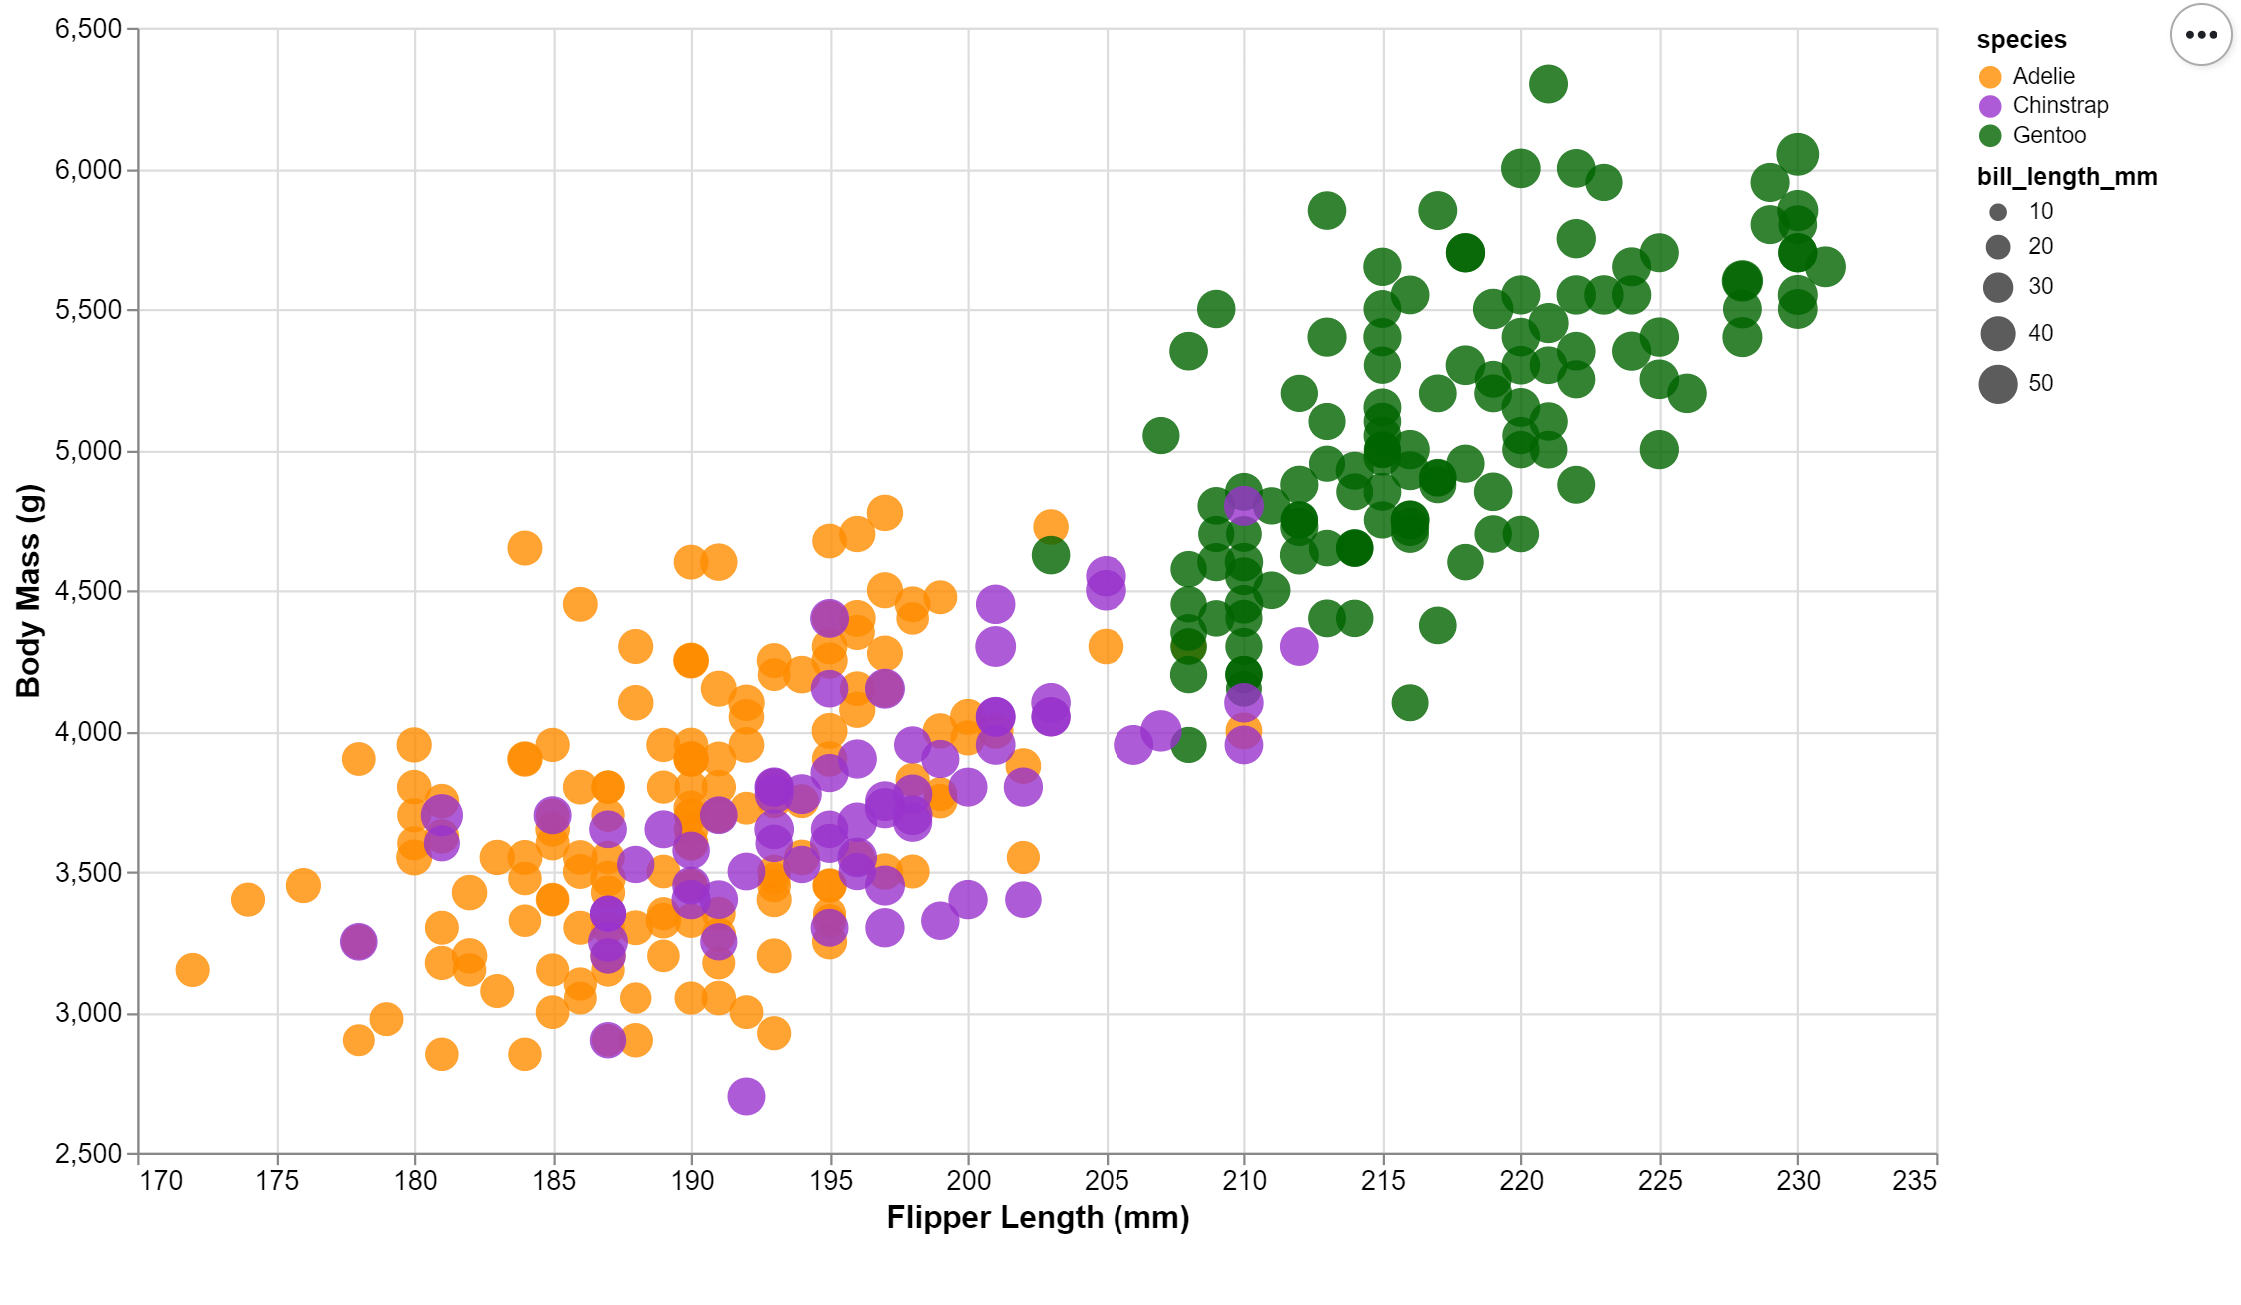 6,500
6,000
5,500
5,000
4,500
4,000
3,500
3,000
2,500
Body Mass (g)
170 175 180 185 190 195 200 205 210 215 220 225 230 235
Flipper Length (mm)
species
Adelie
Chinstrap
Gentoo
bill_length_mm
10
20
30
40
50